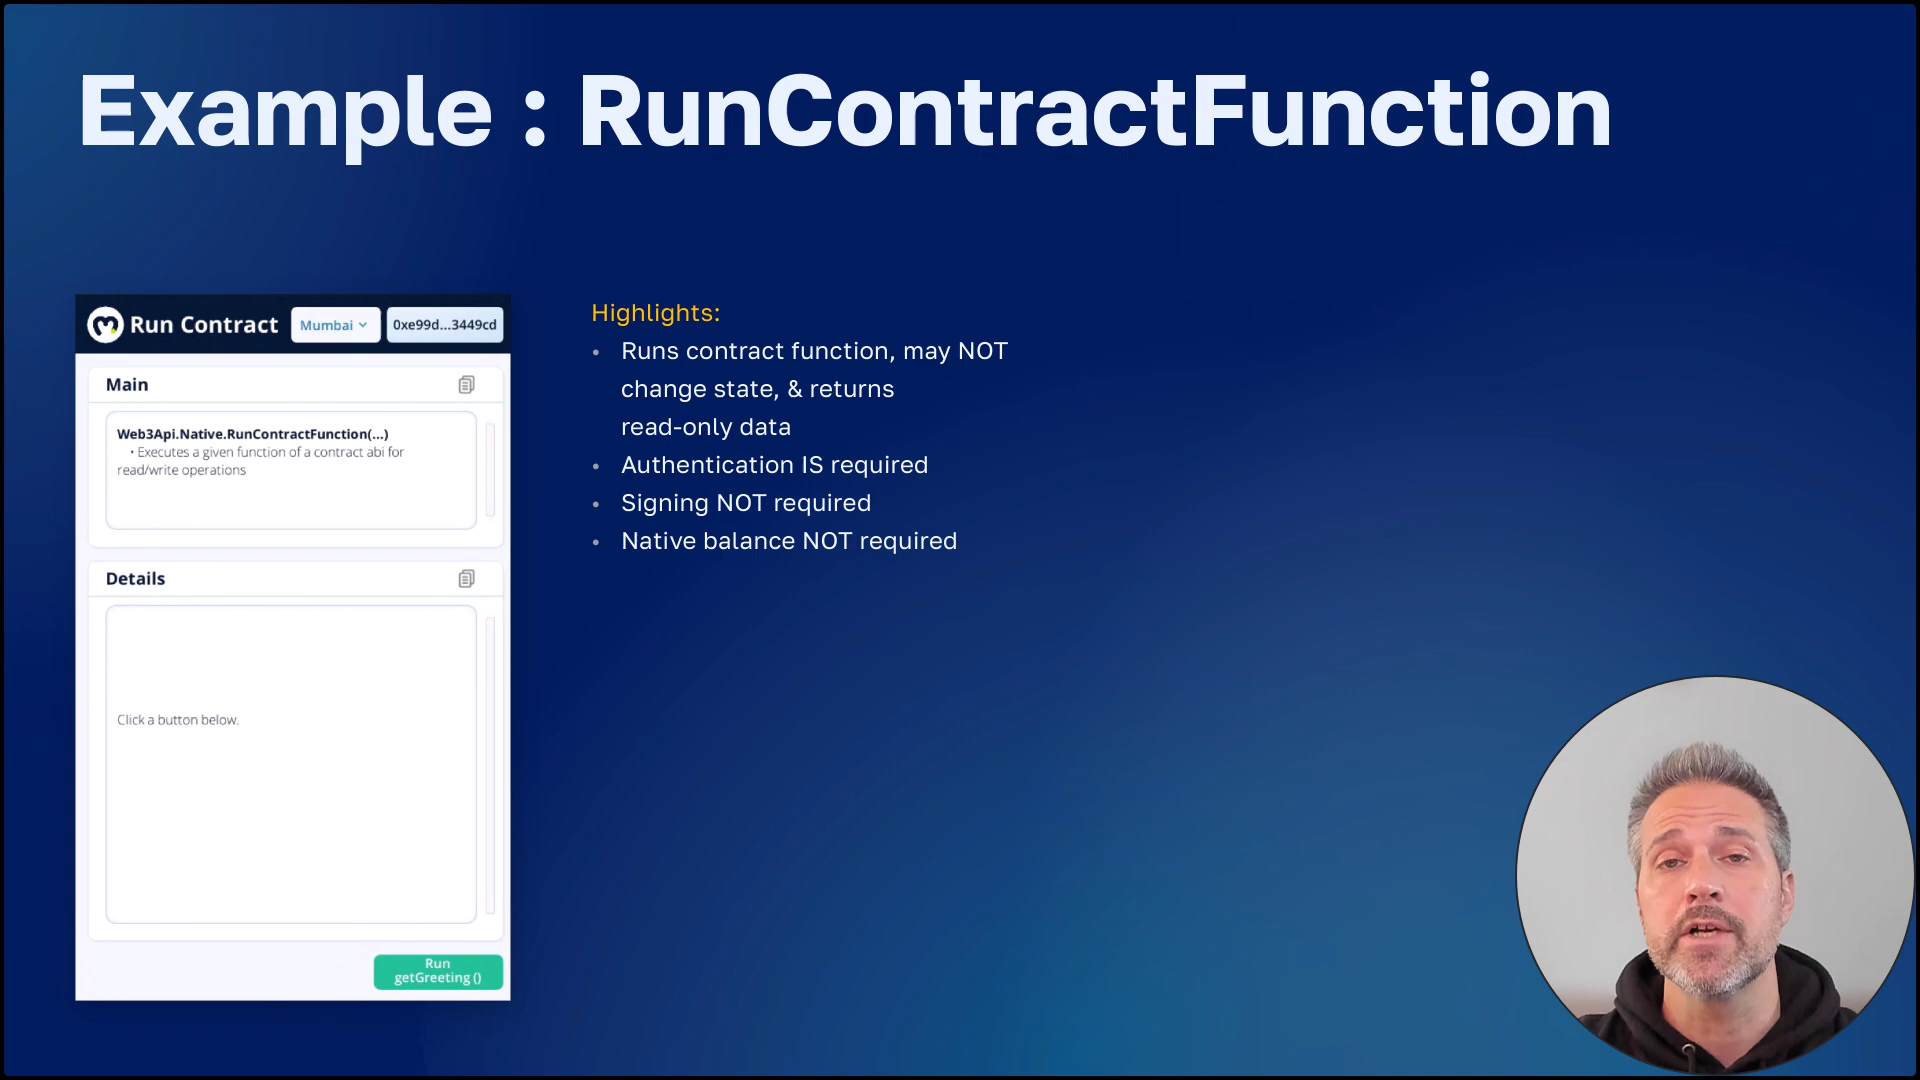 Example : RunContractFunction
Run Contract
Mumbai
0xe99d...3449cd
Main
Web3Api.Native.RunContractFunction(...)
• Executes a given function of a contract abi for
read/write operations
Details
Click a button below.
Run
getGreeting ()
Highlights:
• Runs contract function, may NOT
change state, & returns
read-only data
• Authentication IS required
• Signing NOT required
• Native balance NOT required